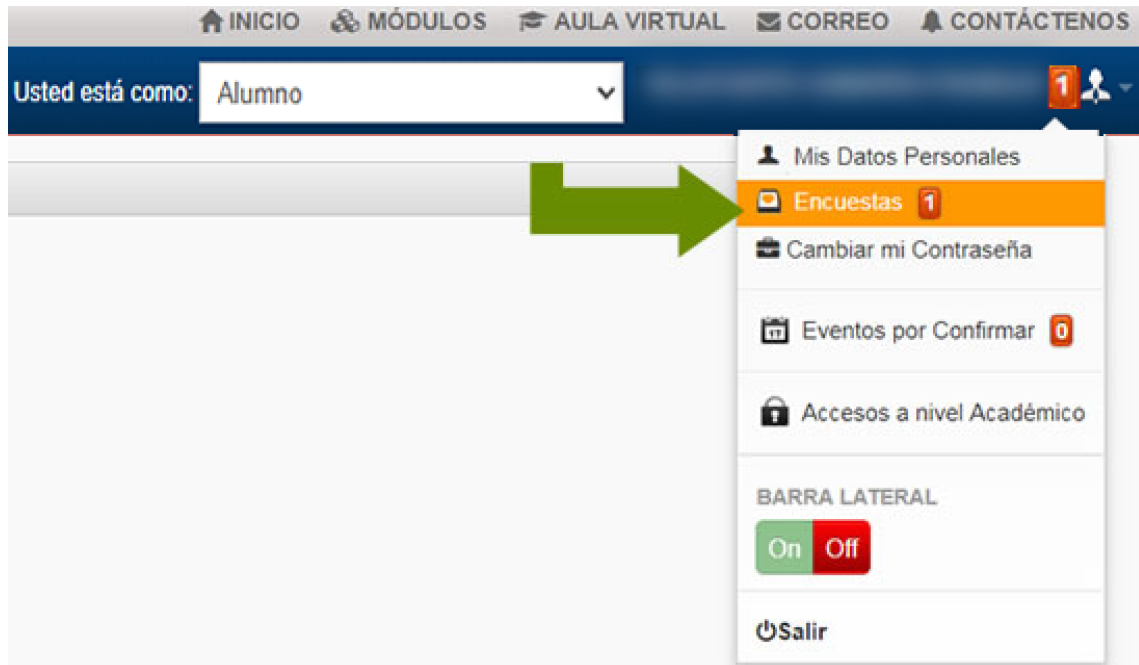 INICIO MÓDULOS AULA VIRTUAL CORREO CONTÁCTENOS
Usted está como: Alumno 1
Mis Datos Personales
Encuestas 1
Cambiar mi Contraseña
17 Eventos por Confirmar 0
Accesos a nivel Académico
BARRA LATERAL
On Off
Salir